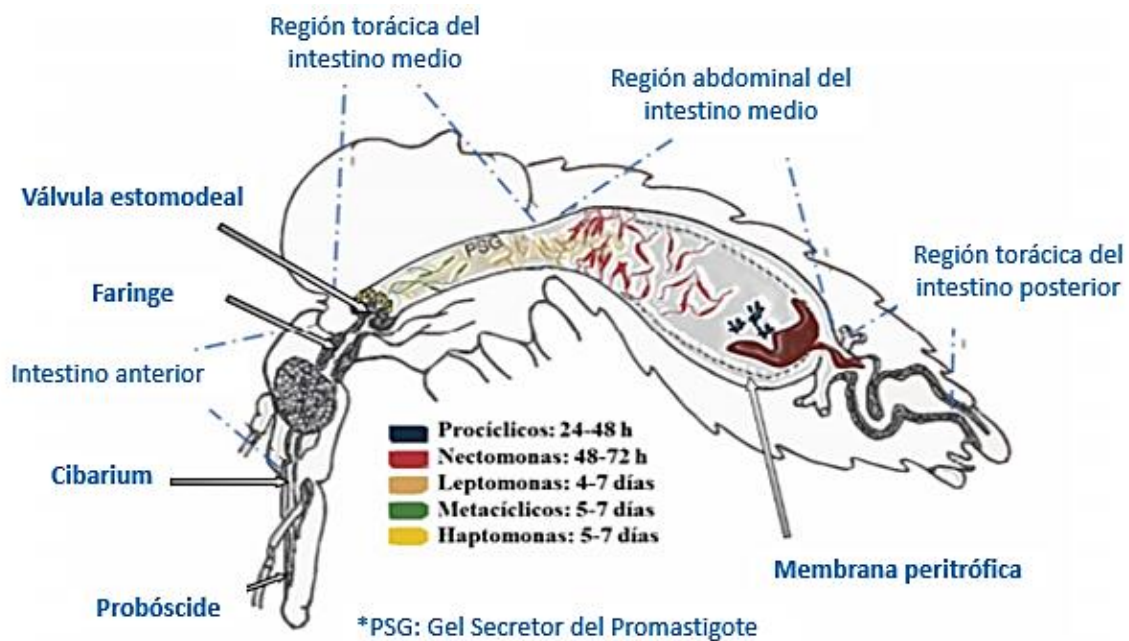 Región torácica del
intestino medio
Región abdominal del
intestino medio
Válvula estomodeal
PSG
Región torácica del
intestino posterior
Faringe
Intestino anterior
Procíclicos: 24-48 h
Nectomonas: 48-72 h
Leptomonas: 4-7 días
Metacíclicos: 5-7 días
Haptomonas: 5-7 días
Cibarium
Membrana peritrófica
Probóscide
*PSG: Gel Secretor del Promastigote